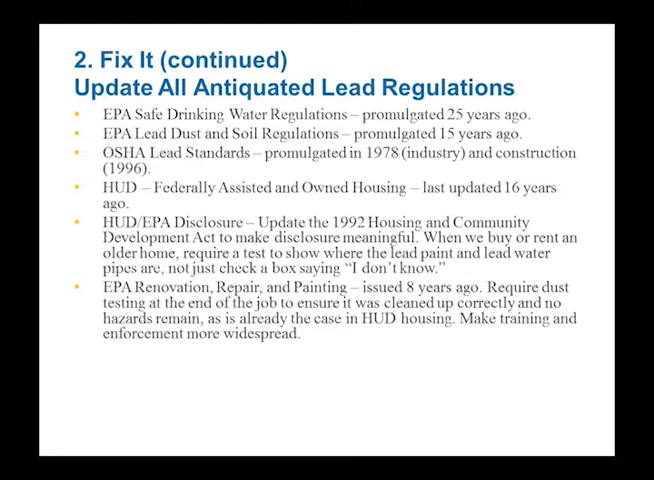 2. Fix It (continued)
Update All Antiquated Lead Regulations
• EPA Safe Drinking Water Regulations – promulgated 25 years ago.
• EPA Lead Dust and Soil Regulations – promulgated 15 years ago.
• OSHA Lead Standards – promulgated in 1978 (industry) and construction
(1996).
• HUD – Federally Assisted and Owned Housing – last updated 16 years
ago.
• HUD/EPA Disclosure – Update the 1992 Housing and Community
Development Act to make disclosure meaningful. When we buy or rent an
older home, require a test to show where the lead paint and lead water
pipes are, not just check a box saying “I don’t know.”
• EPA Renovation, Repair, and Painting – issued 8 years ago. Require dust
testing at the end of the job to ensure it was cleaned up correctly and no
hazards remain, as is already the case in HUD housing. Make training and
enforcement more widespread.